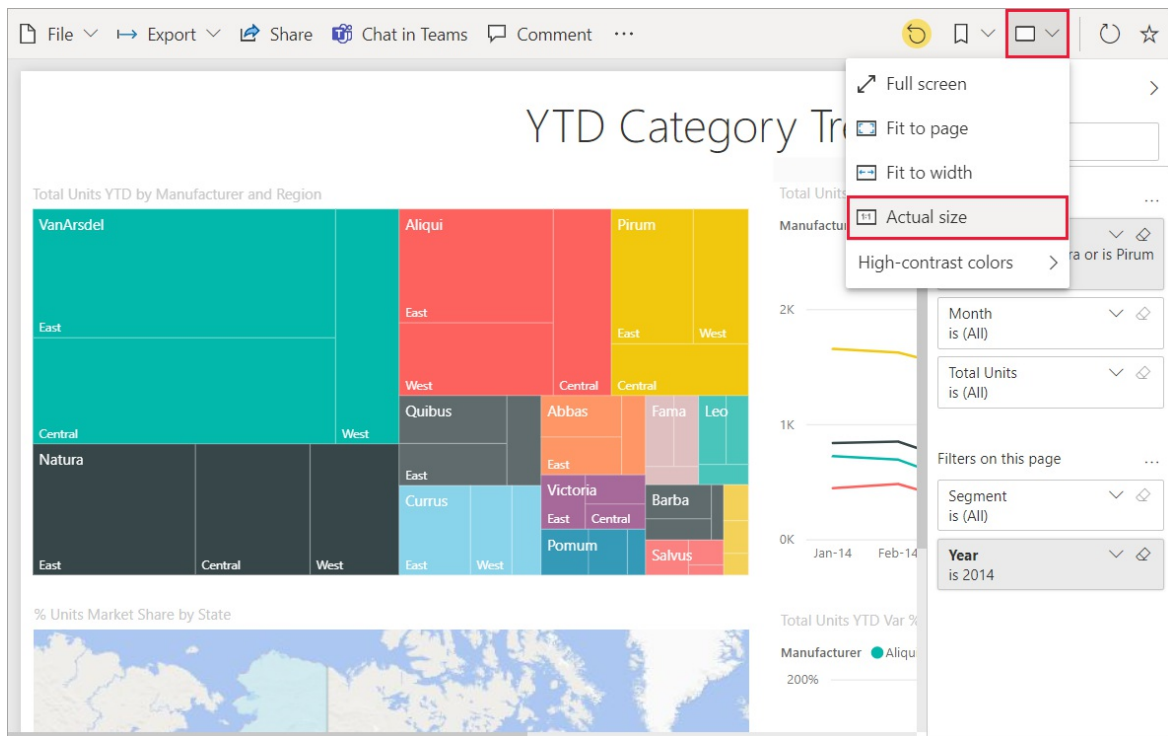 File Export Share Chat in Teams Comment ...
Full screen
Fit to page
Fit to width
1:1 Actual size
High-contrast colors
YTD Category
Total Units YTD by Manufacturer and Region
VanArsdel
East
Central
West
Natura
East
Central
West
Aliqui
East
West
Central
Pirum
East
West
Central
Quibus
East
Currus
East
West
Abbas
East
Victoria
East
Central
Pomum
Fama
Leo
Barba
Salvus
Total Units
2K
1K
0K
Jan-14 Feb-14
...
or is Pirum
Month
is (All)
Total Units
is (All)
Filters on this page ...
Segment
is (All)
Year
is 2014
% Units Market Share by State
Total Units YTD Var %
Manufacturer
200%